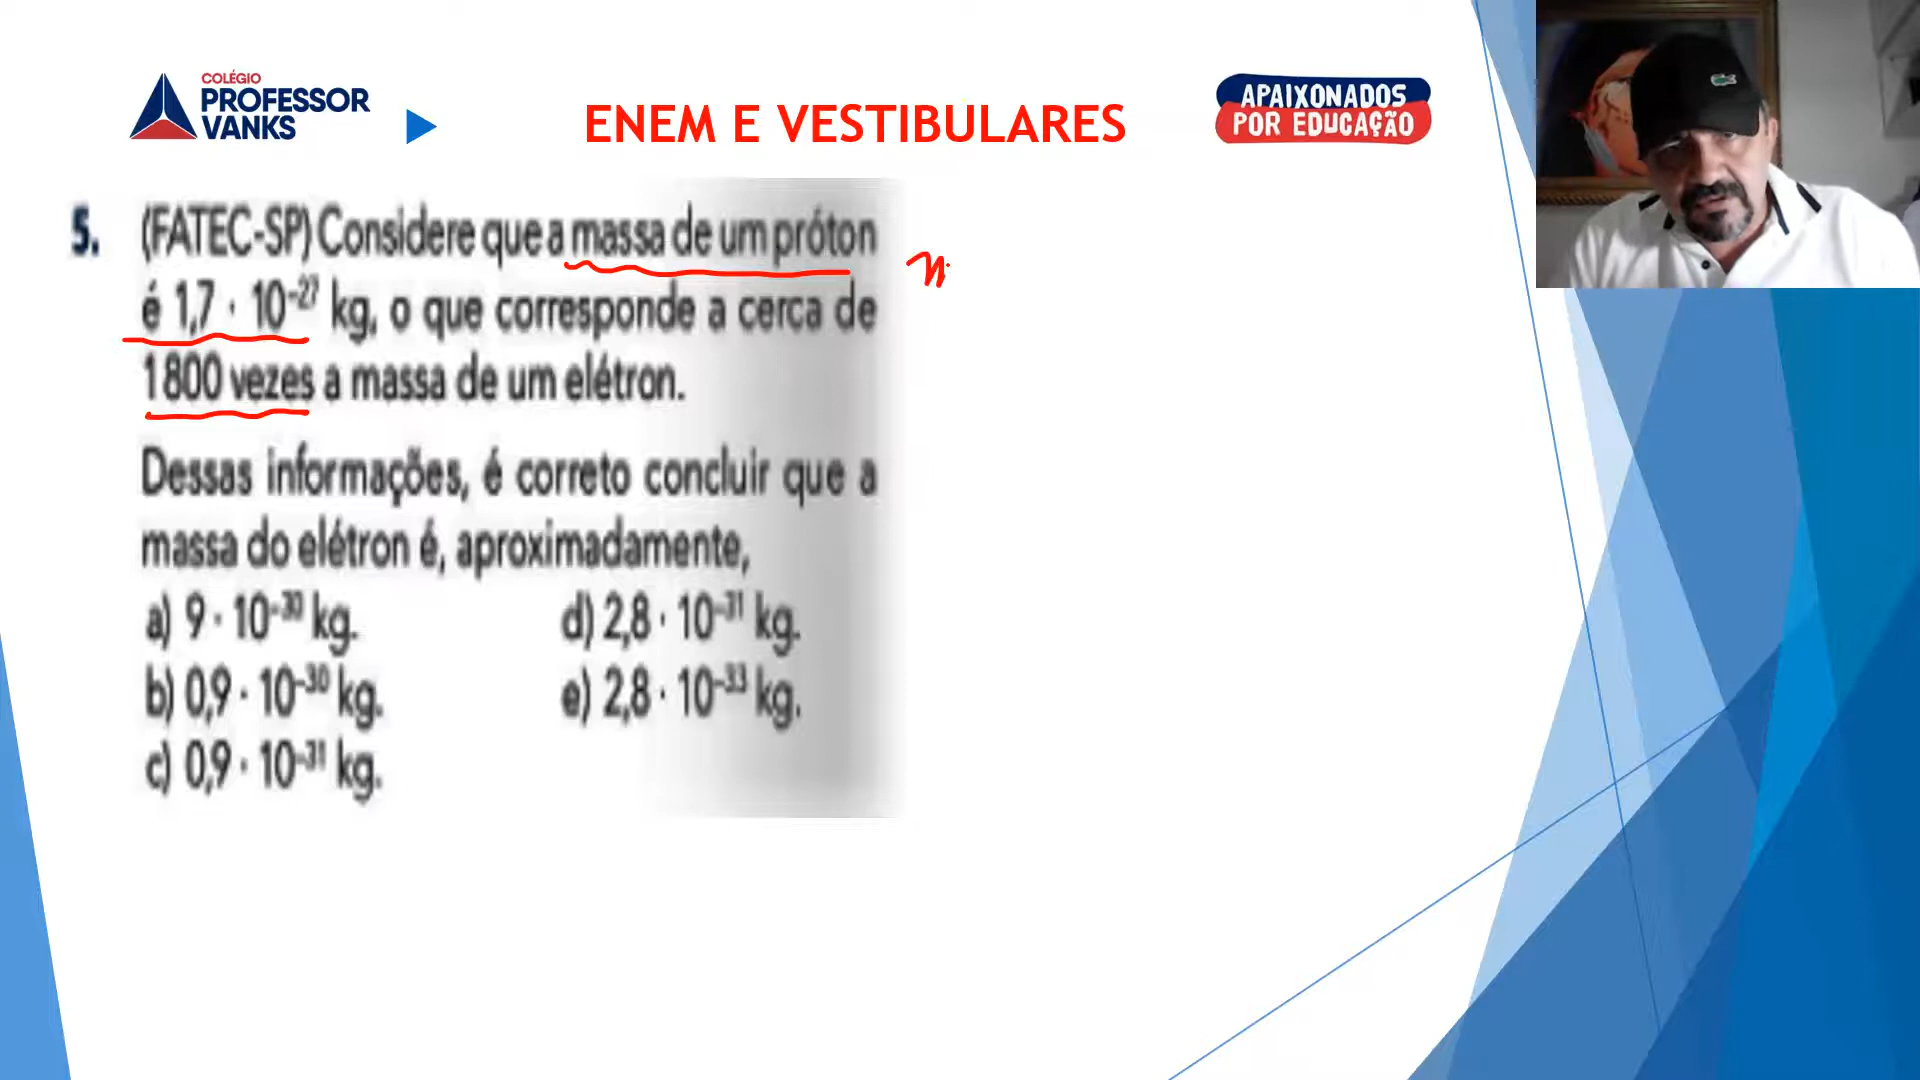 COLÉGIO
PROFESSOR
VANKS
ENEM E VESTIBULARES
APAIXONADOS
POR EDUCAÇÃO
5. (FATEC-SP) Considere que a massa de um próton
é 1,7 · 10⁻²⁷ kg, o que corresponde a cerca de
1800 vezes a massa de um elétron.
Dessas informações, é correto concluir que a
massa do elétron é, aproximadamente,
a) 9 · 10⁻³⁰ kg.
b) 0,9 · 10⁻³⁰ kg.
c) 0,9 · 10⁻³¹ kg.
d) 2,8 · 10⁻³¹ kg.
e) 2,8 · 10⁻³³ kg.